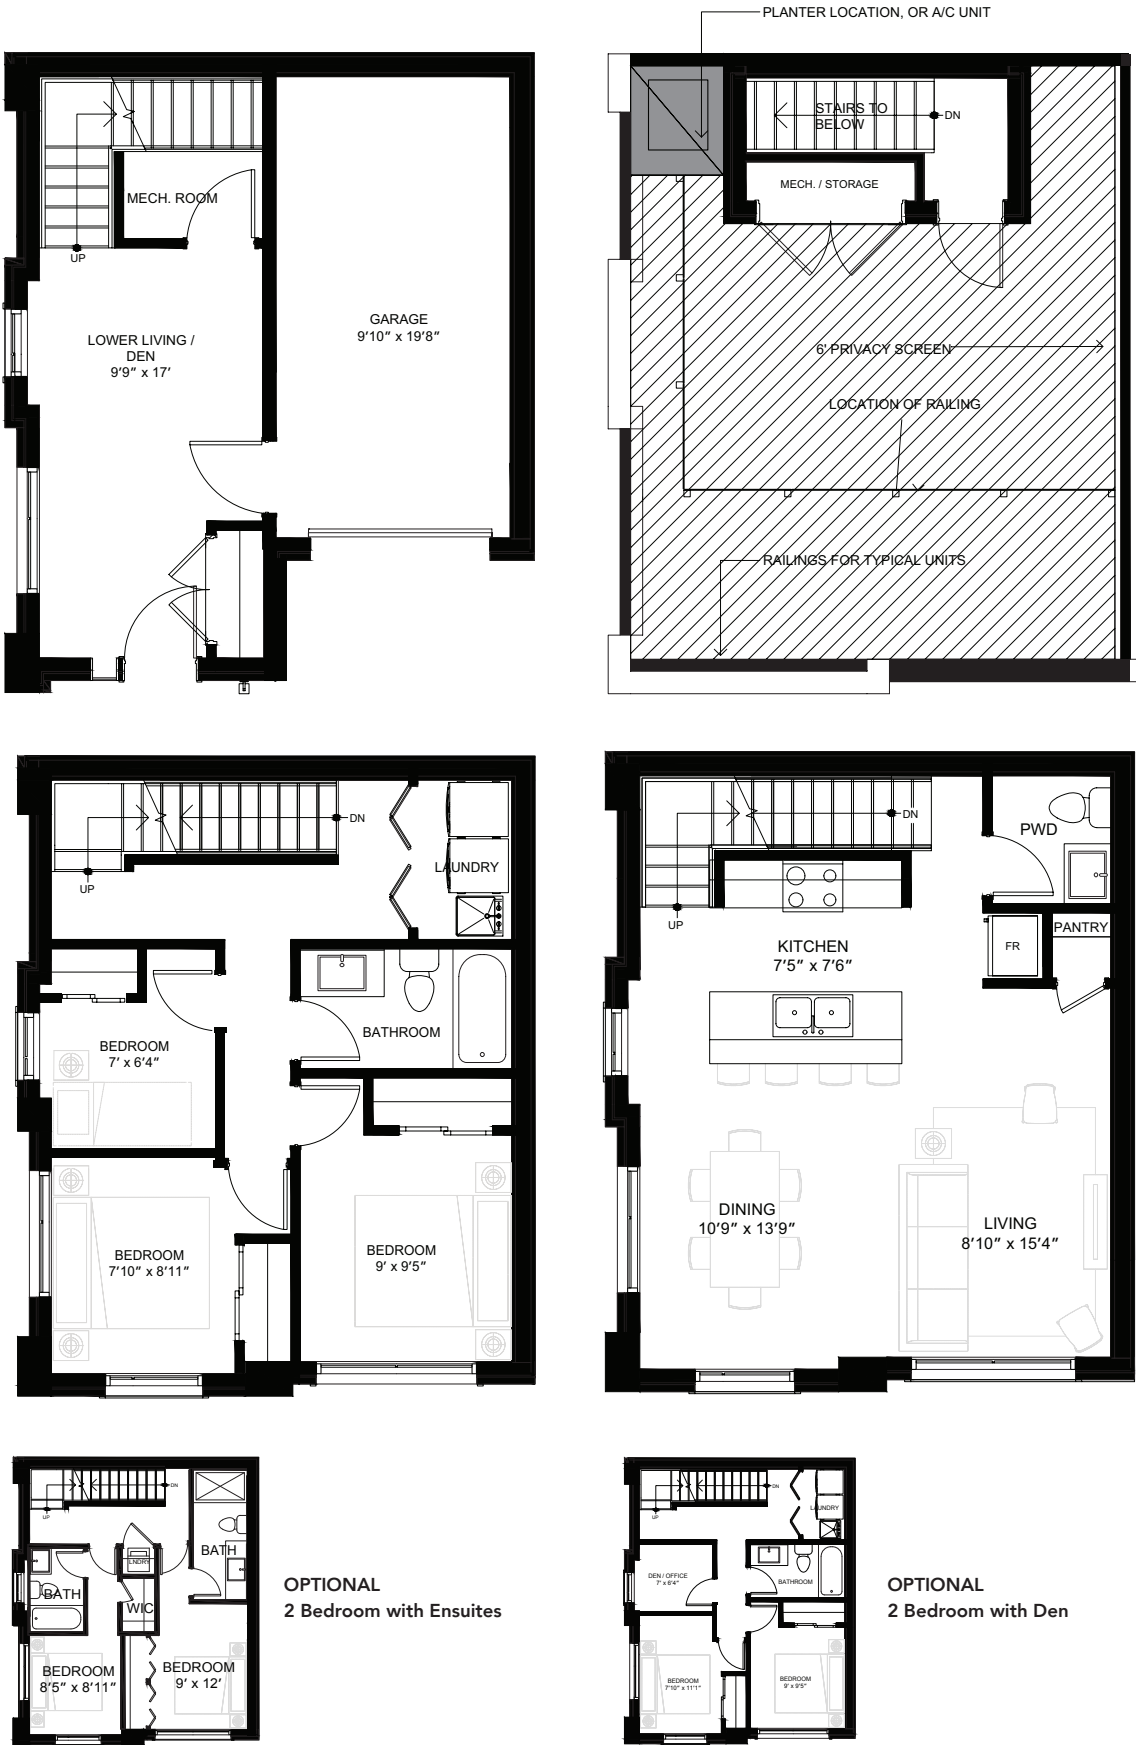 PLANTER LOCATION, OR A/C UNIT
MECH. ROOM
UP
LOWER LIVING /
DEN
9'9" x 17'
GARAGE
9'10" x 19'8"
STAIRS TO
BELOW
DN
MECH. / STORAGE
6' PRIVACY SCREEN
LOCATION OF RAILING
RAILINGS FOR TYPICAL UNITS
DN
UP
LAUNDRY
BATHROOM
BEDROOM
7' x 6'4"
BEDROOM
7'10" x 8'11"
BEDROOM
9' x 9'5"
DN
UP
PWD
PANTRY
FR
KITCHEN
7'5" x 7'6"
DINING
10'9" x 13'9"
LIVING
8'10" x 15'4"
DN
UP
LNDRY
BATH
BATH
WIC
BEDROOM
8'5" x 8'11"
BEDROOM
9' x 12'
OPTIONAL
2 Bedroom with Ensuites
DN
UP
LAUNDRY
DEN / OFFICE
7' x 6'4"
BATHROOM
BEDROOM
7'10" x 11'1"
BEDROOM
9' x 9'5"
OPTIONAL
2 Bedroom with Den